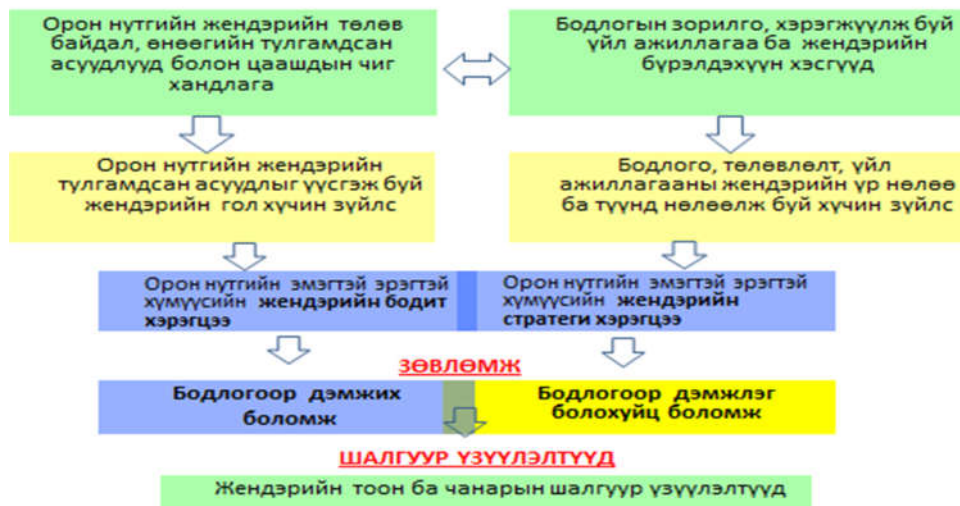 Орон нутгийн жендэрийн төлөв
байдал, өнөөгийн тулгамдсан
асуудлууд болон цаашдын чиг
хандлага
Бодлогын зорилго, хэрэгжүүлж буй
үйл ажиллагаа ба жендэрийн
бүрэлдэхүүн хэсгүүд
Орон нутгийн жендэрийн
тулгамдсан асуудлыг үүсгэж буй
жендэрийн гол хүчин зүйлс
Бодлого, төлөвлөлт, үйл
ажиллагааны жендэрийн үр нөлөө
ба түүнд нөлөөлж буй хүчин зүйлс
Орон нутгийн эмэгтэй эрэгтэй
хүмүүсийн жендэрийн бодит
хэрэгцээ
Орон нутгийн эмэгтэй эрэгтэй
хүмүүсийн жендэрийн
стратеги хэрэгцээ
ЗӨВЛӨМЖ
Бодлогоор дэмжих
боломж
Бодлогоор дэмжлэг
болохуйц боломж
ШАЛГУУР ҮЗҮҮЛЭЛТҮҮД
Жендэрийн тоон ба чанарын шалгуур үзүүлэлтүүд